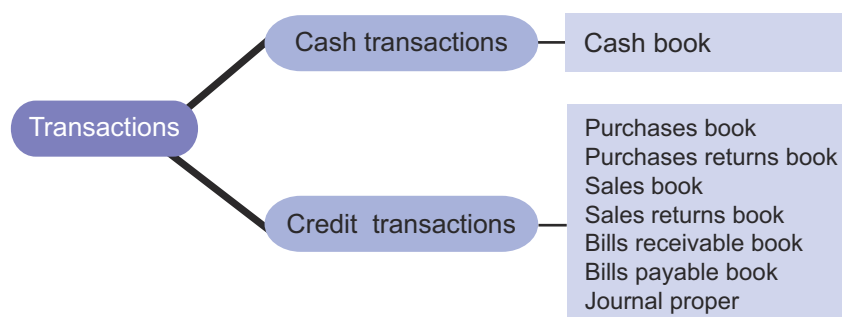 Transactions
Cash transactions
Cash book
Credit transactions
Purchases book
Purchases returns book
Sales book
Sales returns book
Bills receivable book
Bills payable book
Journal proper